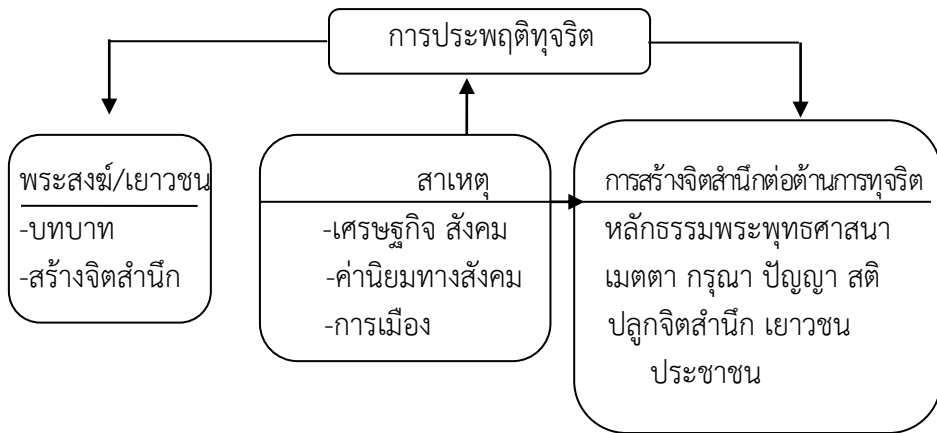 การประพฤติทุจริต
พระสงฆ์/เยาวชน
-บทบาท
-สร้างจิตสำนึก
สาเหตุ
-เศรษฐกิจ สังคม
-ค่านิยมทางสังคม
-การเมือง
การสร้างจิตสำนึกต่อต้านการทุจริต
หลักธรรมพระพุทธศาสนา
เมตตา กรุณา ปัญญา สติ
ปลูกจิตสำนึก เยาวชน
ประชาชน